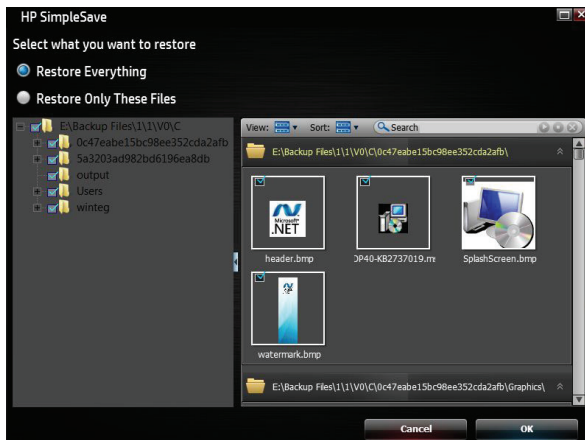 HP SimpleSave
Select what you want to restore
Restore Everything
Restore Only These Files
E:\Backup Files\1\1\V0\C
0c47eabe15bc98ee352cda2afb
5a3203ad982bd6196ea8db
output
Users
winteg
View: Sort: Search
E:\Backup Files\1\1\V0\C\0c47eabe15bc98ee352cda2afb\
Microsoft
.NET
header.bmp
SplashScreen.bmp
watermark.bmp
E:\Backup Files\1\1\V0\C\0c47eabe15bc98ee352cda2afb\Graphics\
Cancel OK